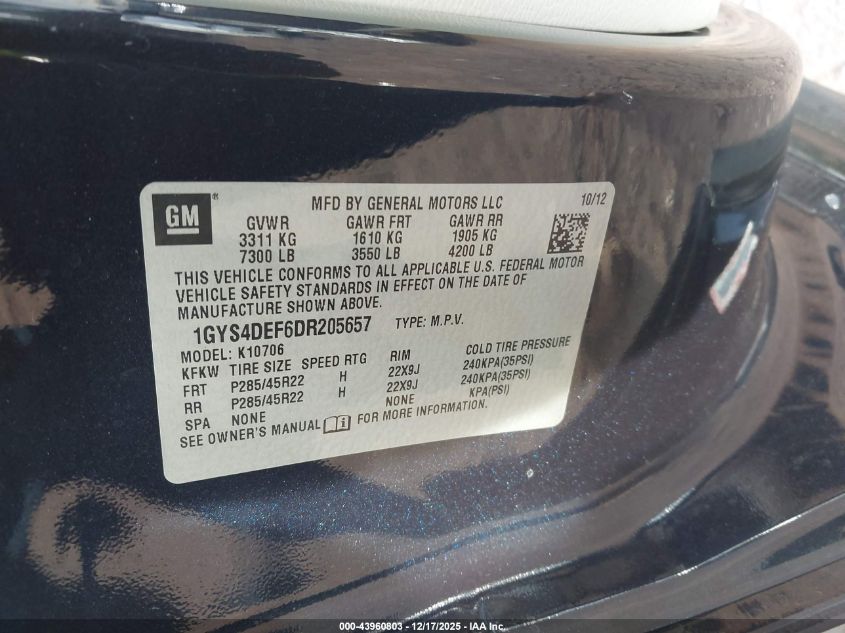 GM ®
MFD BY GENERAL MOTORS LLC 10/12
GVWR GAWR FRT GAWR RR
3311 KG 1610 KG 1905 KG
7300 LB 3550 LB 4200 LB
THIS VEHICLE CONFORMS TO ALL APPLICABLE U.S. FEDERAL MOTOR
VEHICLE SAFETY STANDARDS IN EFFECT ON THE DATE OF
MANUFACTURE SHOWN ABOVE.
1GYS4DEF6DR205657 TYPE: M.P.V.
MODEL: K10706
KFKW TIRE SIZE SPEED RTG RIM COLD TIRE PRESSURE
FRT P285/45R22 H 22X9J 240KPA(35PSI)
RR P285/45R22 H 22X9J 240KPA(35PSI)
SPA NONE NONE KPA(PSI)
SEE OWNER'S MANUAL i FOR MORE INFORMATION.
000-43960803 - 12/17/2025 - IAA Inc.